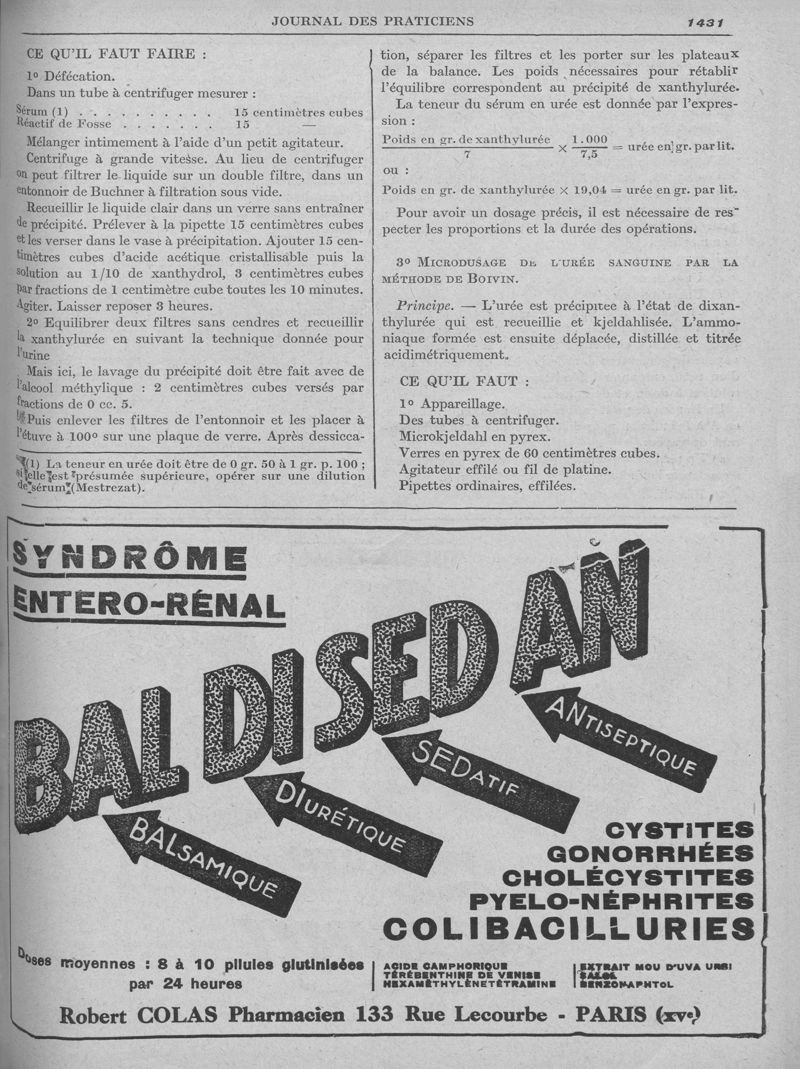 JOURNAL DES PRATICIENS
1431
CE QU'IL FAUT FAIRE :
1º Défécation.
Dans un tube à centrifuger mesurer :
Sérum (1) . . . . . . . . . . 15 centimètres cubes
Réactif de Fosse . . . . . . . 15 —
Mélanger intimement à l'aide d'un petit agitateur.
Centrifuge à grande vitesse. Au lieu de centrifuger
on peut filtrer le liquide sur un double filtre, dans un
entonnoir de Buchner à filtration sous vide.
Recueillir le liquide clair dans un verre sans entraîner
de précipité. Prélever à la pipette 15 centimètres cubes
et les verser dans le vase à précipitation. Ajouter 15 cen-
timètres cubes d'acide acétique cristallisable puis la
solution au 1/10 de xanthydrol, 3 centimètres cubes
par fractions de 1 centimètre cube toutes les 10 minutes.
Agiter. Laisser reposer 3 heures.
2º Equilibrer deux filtres sans cendres et recueillir
la xanthylurée en suivant la technique donnée pour
l'urine
Mais ici, le lavage du précipité doit être fait avec de
l'alcool méthylique : 2 centimètres cubes versés par
fractions de 0 cc. 5.
Puis enlever les filtres de l'entonnoir et les placer à
l'étuve à 100º sur une plaque de verre. Après dessicca-
(1) La teneur en urée doit être de 0 gr. 50 à 1 gr. p. 100 ;
si elle est présumée supérieure, opérer sur une dilution
de sérum (Mestrezat).
tion, séparer les filtres et les porter sur les plateaux
de la balance. Les poids nécessaires pour rétablir
l'équilibre correspondent au précipité de xanthylurée.
La teneur du sérum en urée est donnée par l'expres-
sion :
Poids en gr. de xanthylurée / 7 × 1.000 / 7,5 = urée en gr. par lit.
ou :
Poids en gr. de xanthylurée × 19,04 = urée en gr. par lit.
Pour avoir un dosage précis, il est nécessaire de res-
pecter les proportions et la durée des opérations.
3º MICRODOSAGE DE L'URÉE SANGUINE PAR LA
MÉTHODE DE BOIVIN.
Principe. — L'urée est précipitée à l'état de dixan-
thylurée qui est recueillie et kjeldahlisée. L'ammo-
niaque formée est ensuite déplacée, distillée et titrée
acidimétriquement.
CE QU'IL FAUT :
1º Appareillage.
Des tubes à centrifuger.
Microkjeldahl en pyrex.
Verres en pyrex de 60 centimètres cubes.
Agitateur effilé ou fil de platine.
Pipettes ordinaires, effilées.
SYNDRÔME
ENTÉRO-RÉNAL
BALDISEDAN
BALSAMIQUE
DIURÉTIQUE
SEDATIF
ANTISEPTIQUE
CYSTITES
GONORRHÉES
CHOLÉCYSTITES
PYELO-NÉPHRITES
COLIBACILLURIES
Doses moyennes : 8 à 10 pilules glutinisées
par 24 heures
ACIDE CAMPHORIQUE
TÉRÉBENTHINE DE VENISE
HEXAMÉTHYLÈNETÉTRAMINE
EXTRAIT MOU D'UVA URSI
SALOL
BENZONAPHTOL
Robert COLAS Pharmacien 133 Rue Lecourbe - PARIS (XVe)